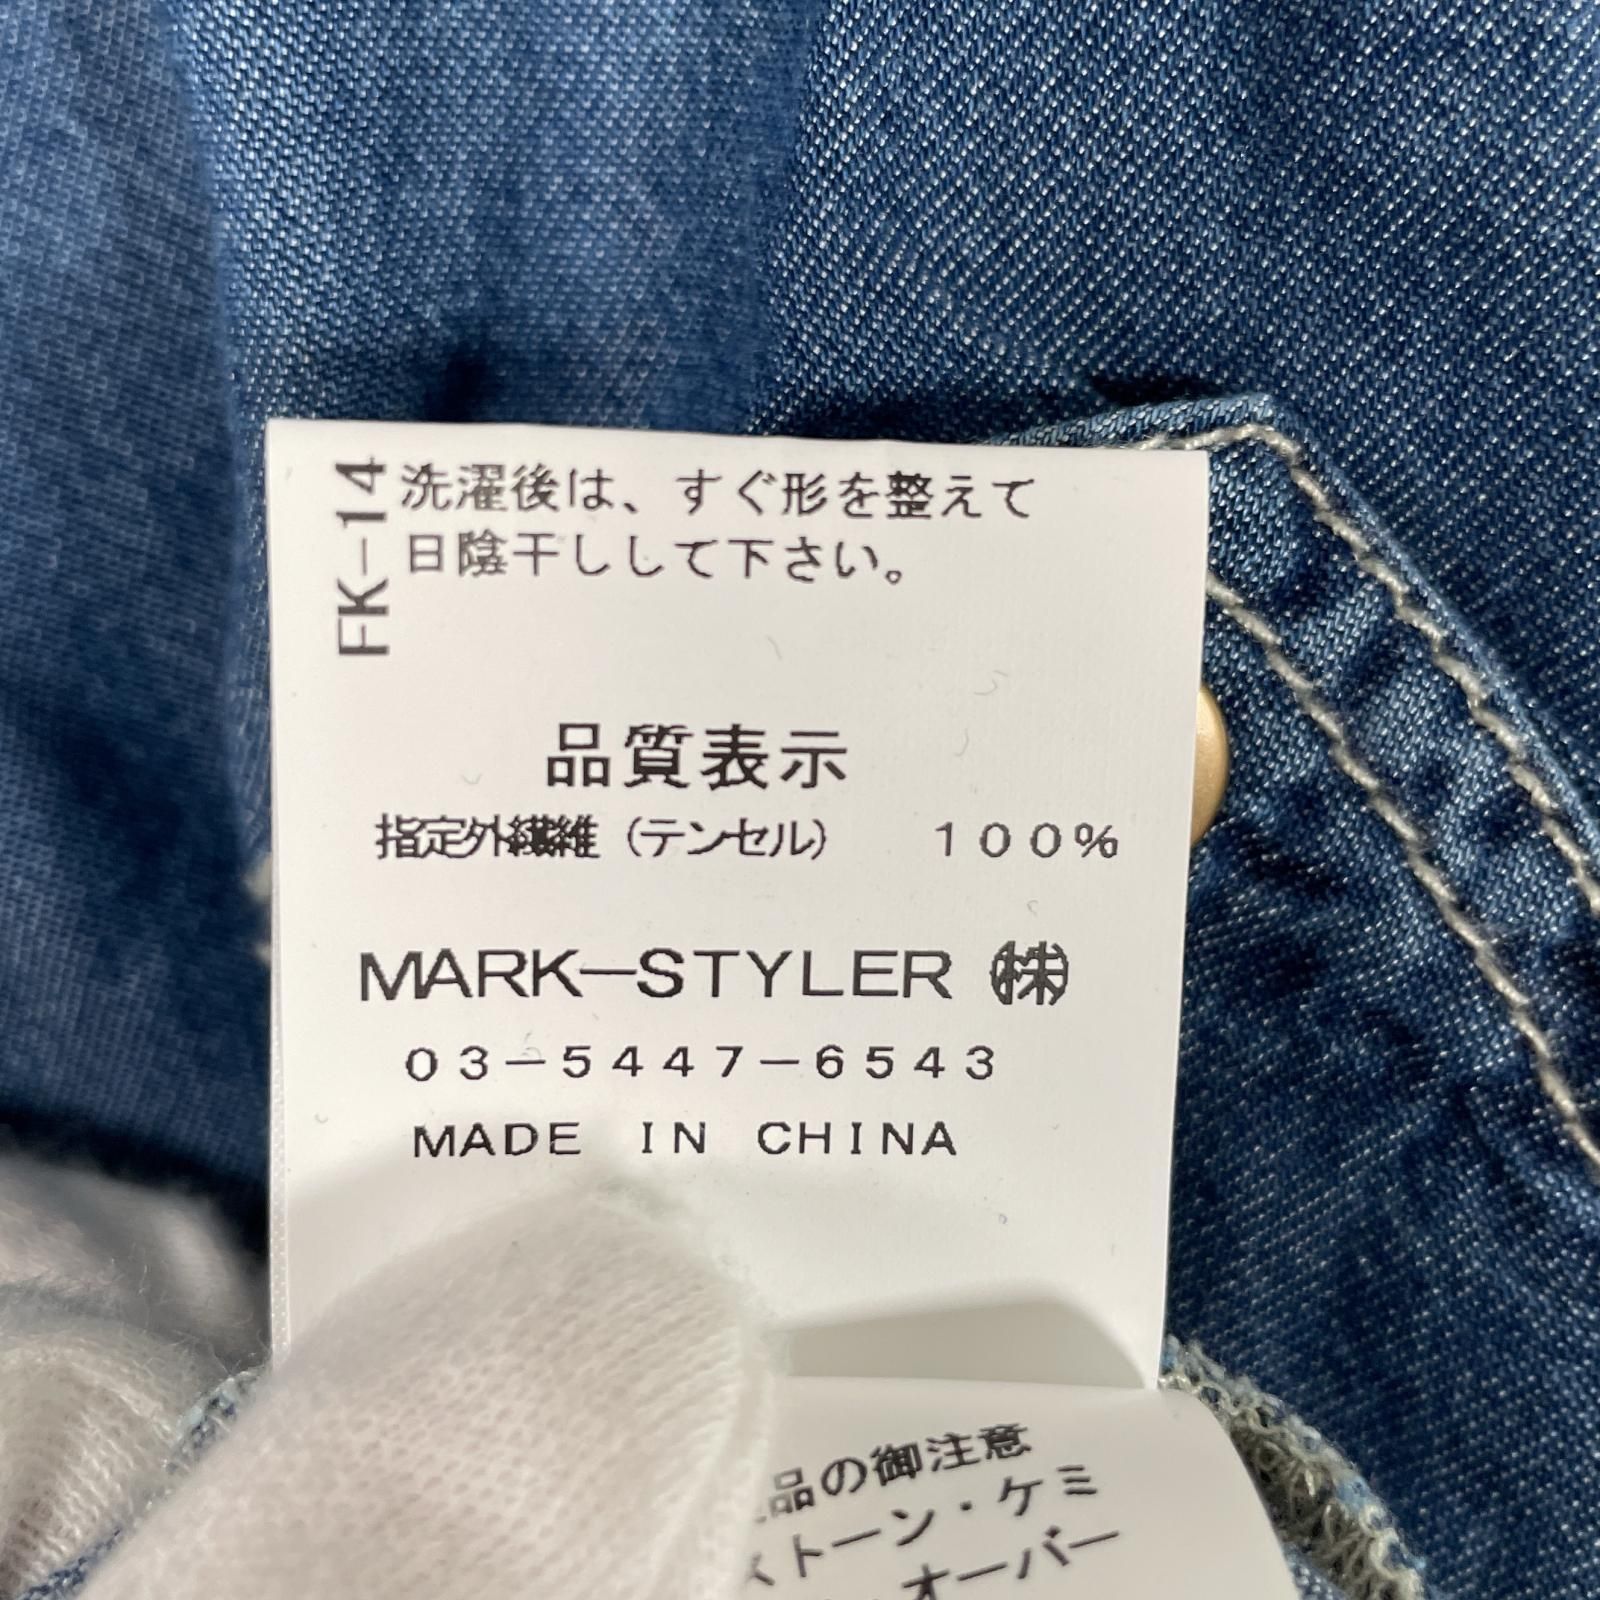 FK-14
洗濯後は、すぐ形を整えて
日陰干しして下さい。
品質表示
指定外繊維（テンセル） １００％
MARK-STYLER ㈱
０３－５４４７－６５４３
MADE IN CHINA
品の御注意
ストーン・ケミ
オーバー